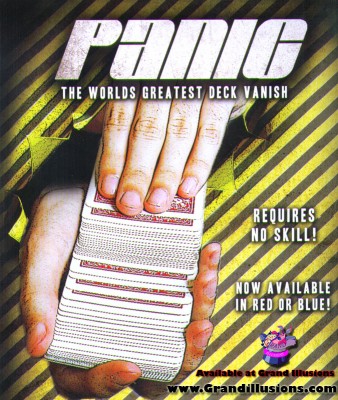 PANIC
THE WORLDS GREATEST DECK VANISH
REQUIRES
NO SKILL!
NOW AVAILABLE
IN RED OR BLUE!
Available at Grand Illusions
www.Grandillusions.com